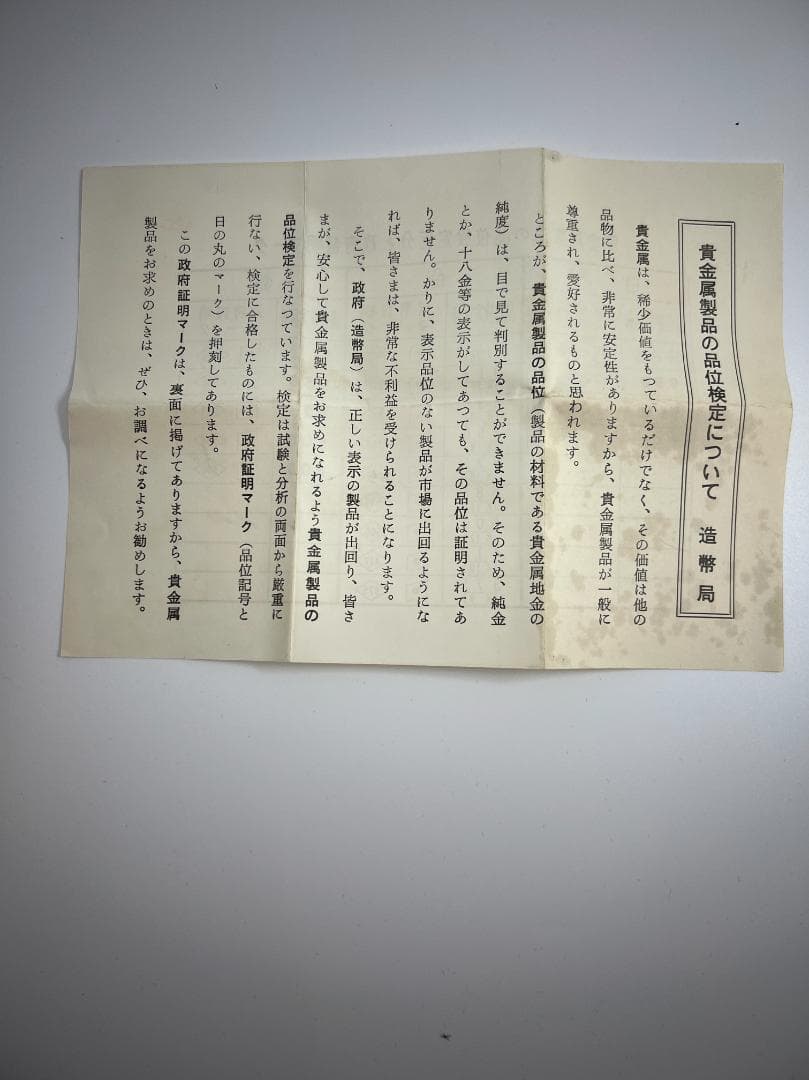 貴金属製品の品位検定について　造幣局
貴金属は、稀少価値をもつているだけでなく、その価値は他の
品物に比べ、非常に安定性がありますから、貴金属製品が一般に
尊重され、愛好されるものと思われます。
ところが、貴金属製品の品位（製品の材料である貴金属地金の
純度）は、目で見て判別することができません。そのため、純金
とか、十八金等の表示がしてあつても、その品位は証明されてあ
りません。かりに、表示品位のない製品が市場に出回るようにな
れば、皆さまは、非常な不利益を受けられることになります。
そこで、政府（造幣局）は、正しい表示の製品が出回り、皆さ
まが、安心して貴金属製品をお求めになれるよう貴金属製品の
品位検定を行なつています。検定は試験と分析の両面から厳重に
行ない、検定に合格したものには、政府証明マーク（品位記号と
日の丸のマーク）を押刻してあります。
この政府証明マークは、裏面に掲げてありますから、貴金属
製品をお求めのときは、ぜひ、お調べになるようお勧めします。